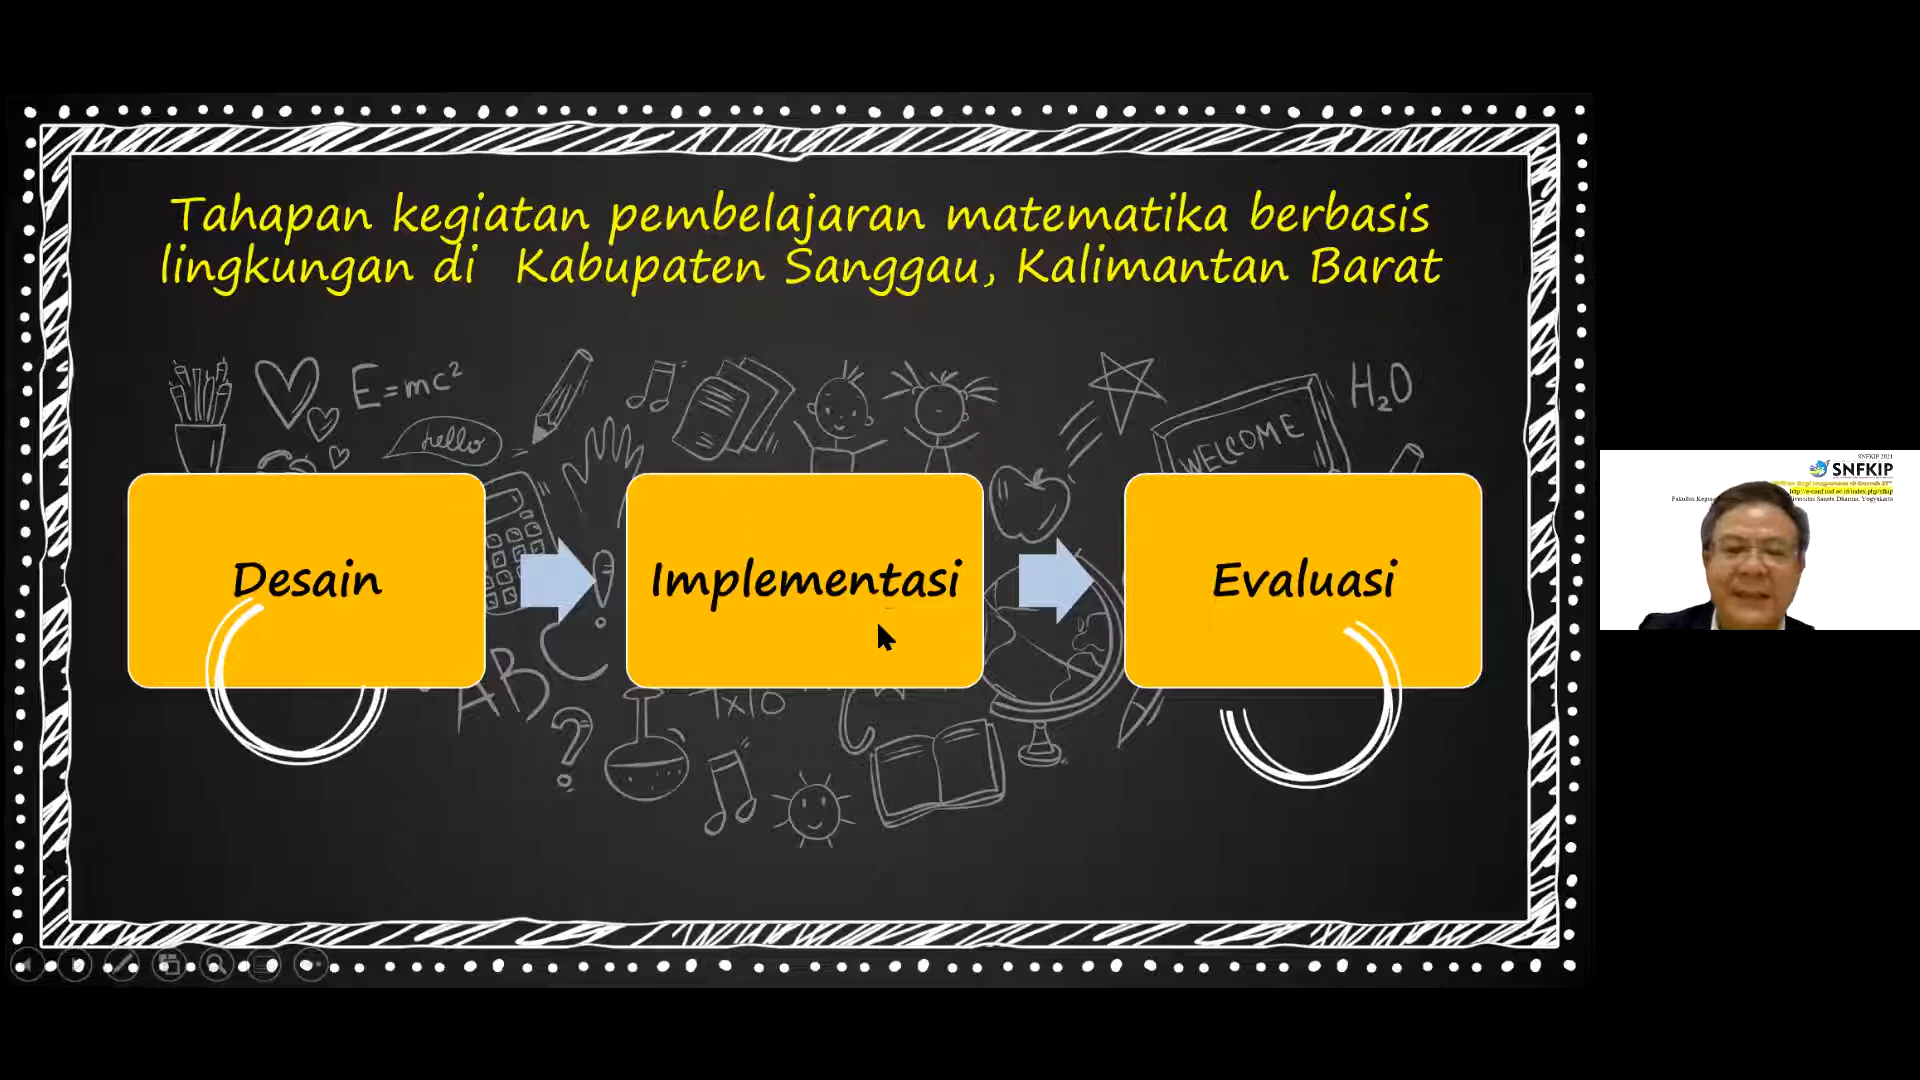 Tahapan kegiatan pembelajaran matematika berbasis
lingkungan di Kabupaten Sanggau, Kalimantan Barat
E=mc²
hello
WELCOME
H₂O
Desain
Implementasi
Evaluasi
ABC
7x10
SNFKIP 2021
SNFKIP